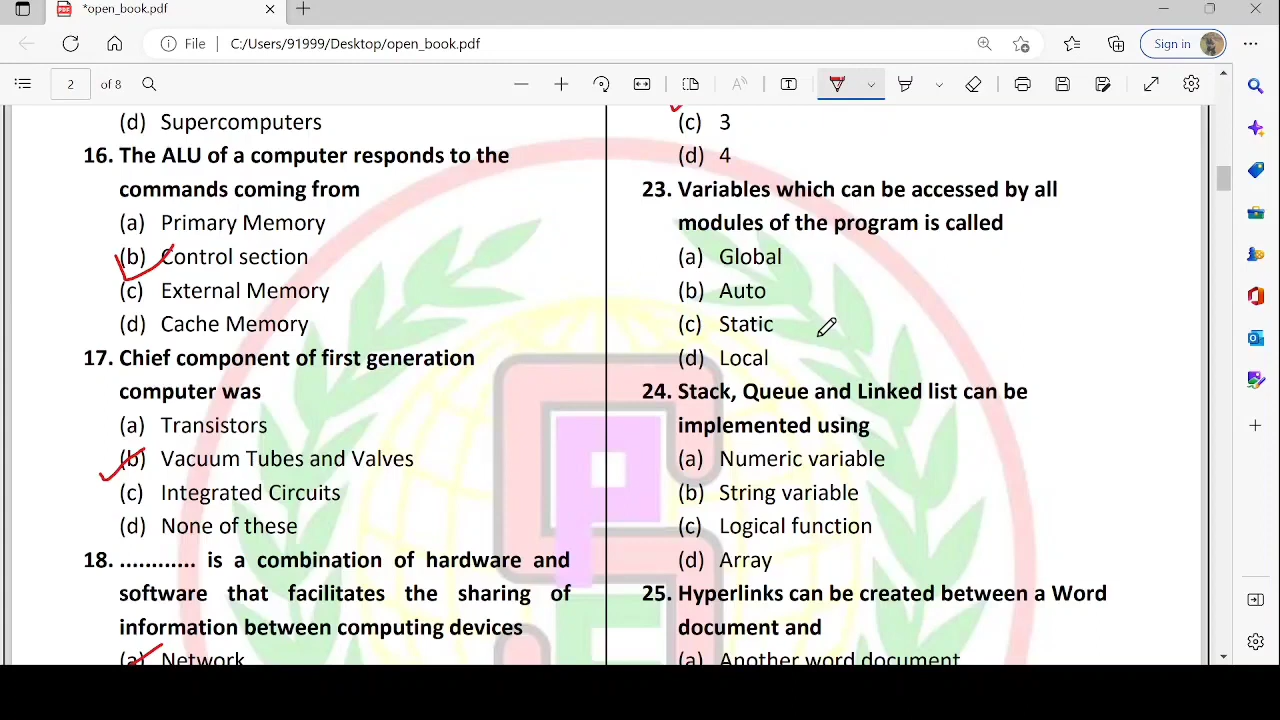 *open_book.pdf
File
C:/Users/91999/Desktop/open_book.pdf
Sign in
2
of 8
(d) Supercomputers
16. The ALU of a computer responds to the
commands coming from
(a) Primary Memory
(b) Control section
(c) External Memory
(d) Cache Memory
17. Chief component of first generation
computer was
(a) Transistors
(b) Vacuum Tubes and Valves
(c) Integrated Circuits
(d) None of these
18. ............ is a combination of hardware and
software that facilitates the sharing of
information between computing devices
(a) Network
(c) 3
(d) 4
23. Variables which can be accessed by all
modules of the program is called
(a) Global
(b) Auto
(c) Static
(d) Local
24. Stack, Queue and Linked list can be
implemented using
(a) Numeric variable
(b) String variable
(c) Logical function
(d) Array
25. Hyperlinks can be created between a Word
document and
(a) Another word document